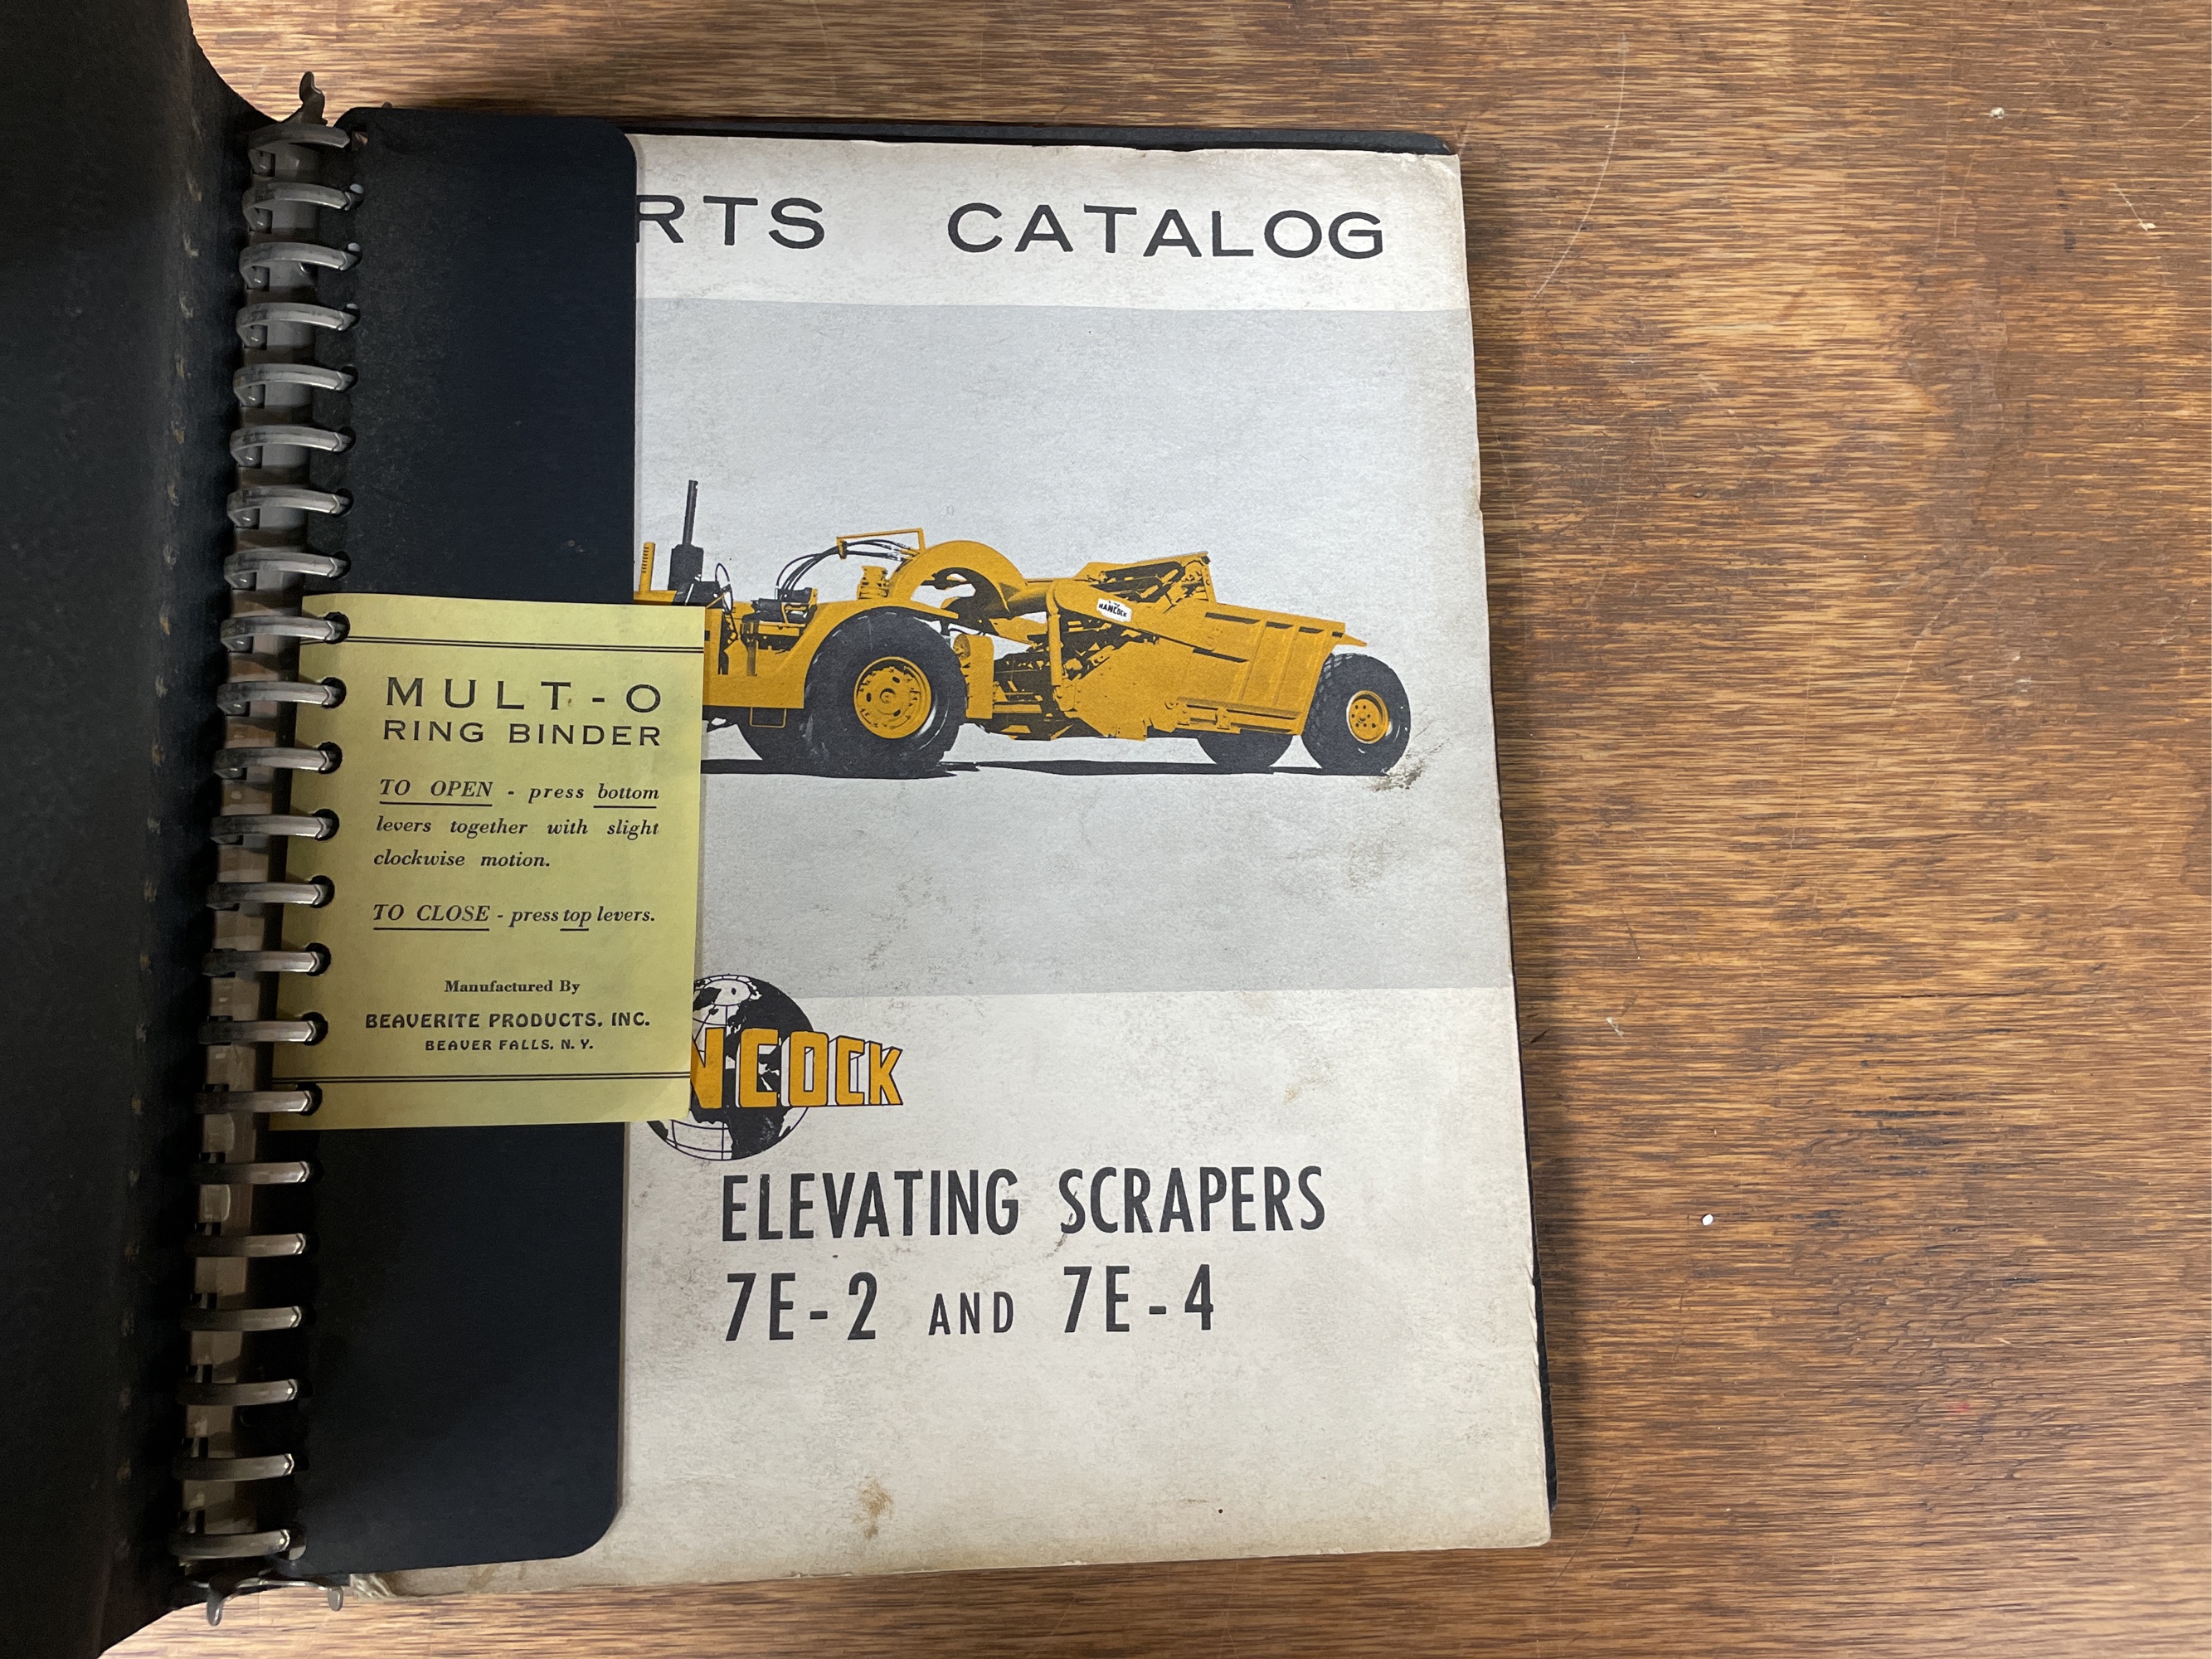 RTS CATALOG
HANCOCK
MULT-O
RING BINDER
TO OPEN - press bottom
levers together with slight
clockwise motion.
TO CLOSE - press top levers.
Manufactured By
BEAVERITE PRODUCTS, INC.
BEAVER FALLS, N. Y.
NCOCK
ELEVATING SCRAPERS
7E-2 AND 7E-4